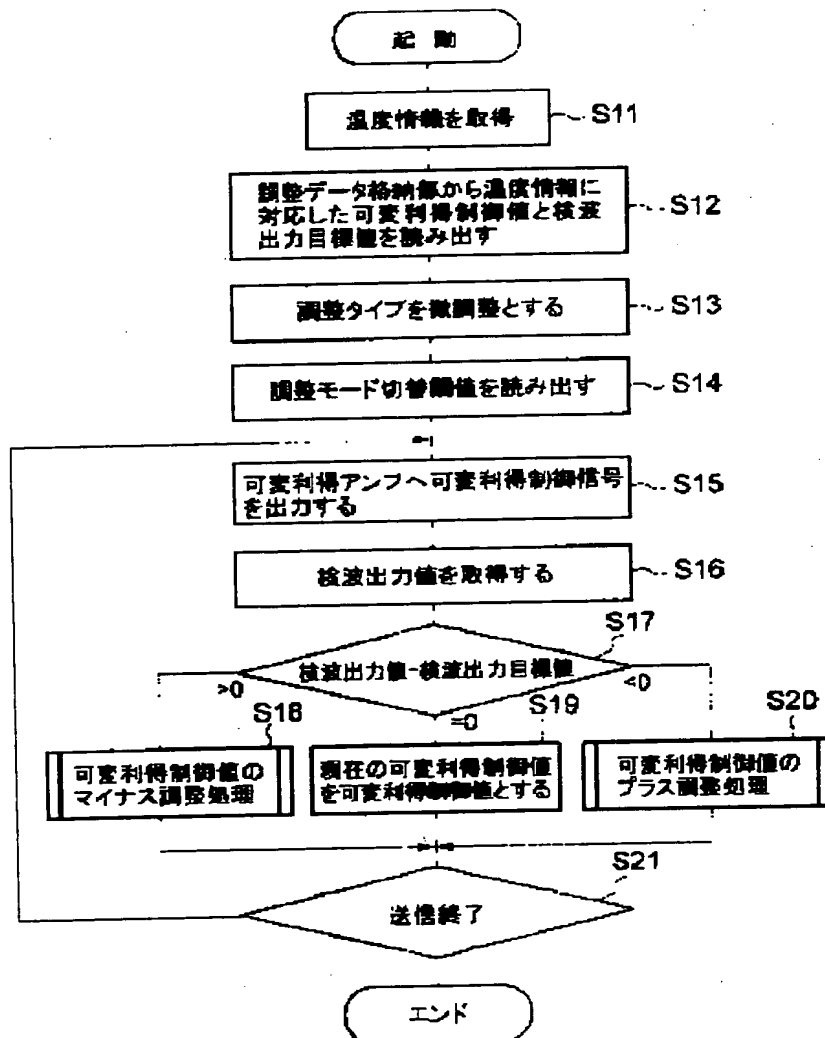 起動
温度情報を取得
S11
調整データ格納部から温度情報に
対応した可変利得制御値と検波
出力目標値を読み出す
S12
調整タイプを微調整とする
S13
調整モード切替閾値を読み出す
S14
可変利得アンプへ可変利得制御信号
を出力する
S15
検波出力値を取得する
S16
S17
検波出力値-検波出力目標値
>0
=0
<0
S18
可変利得制御値の
マイナス調整処理
S19
現在の可変利得制御値
を可変利得制御値とする
S20
可変利得制御値の
プラス調整処理
S21
送信終了
エンド